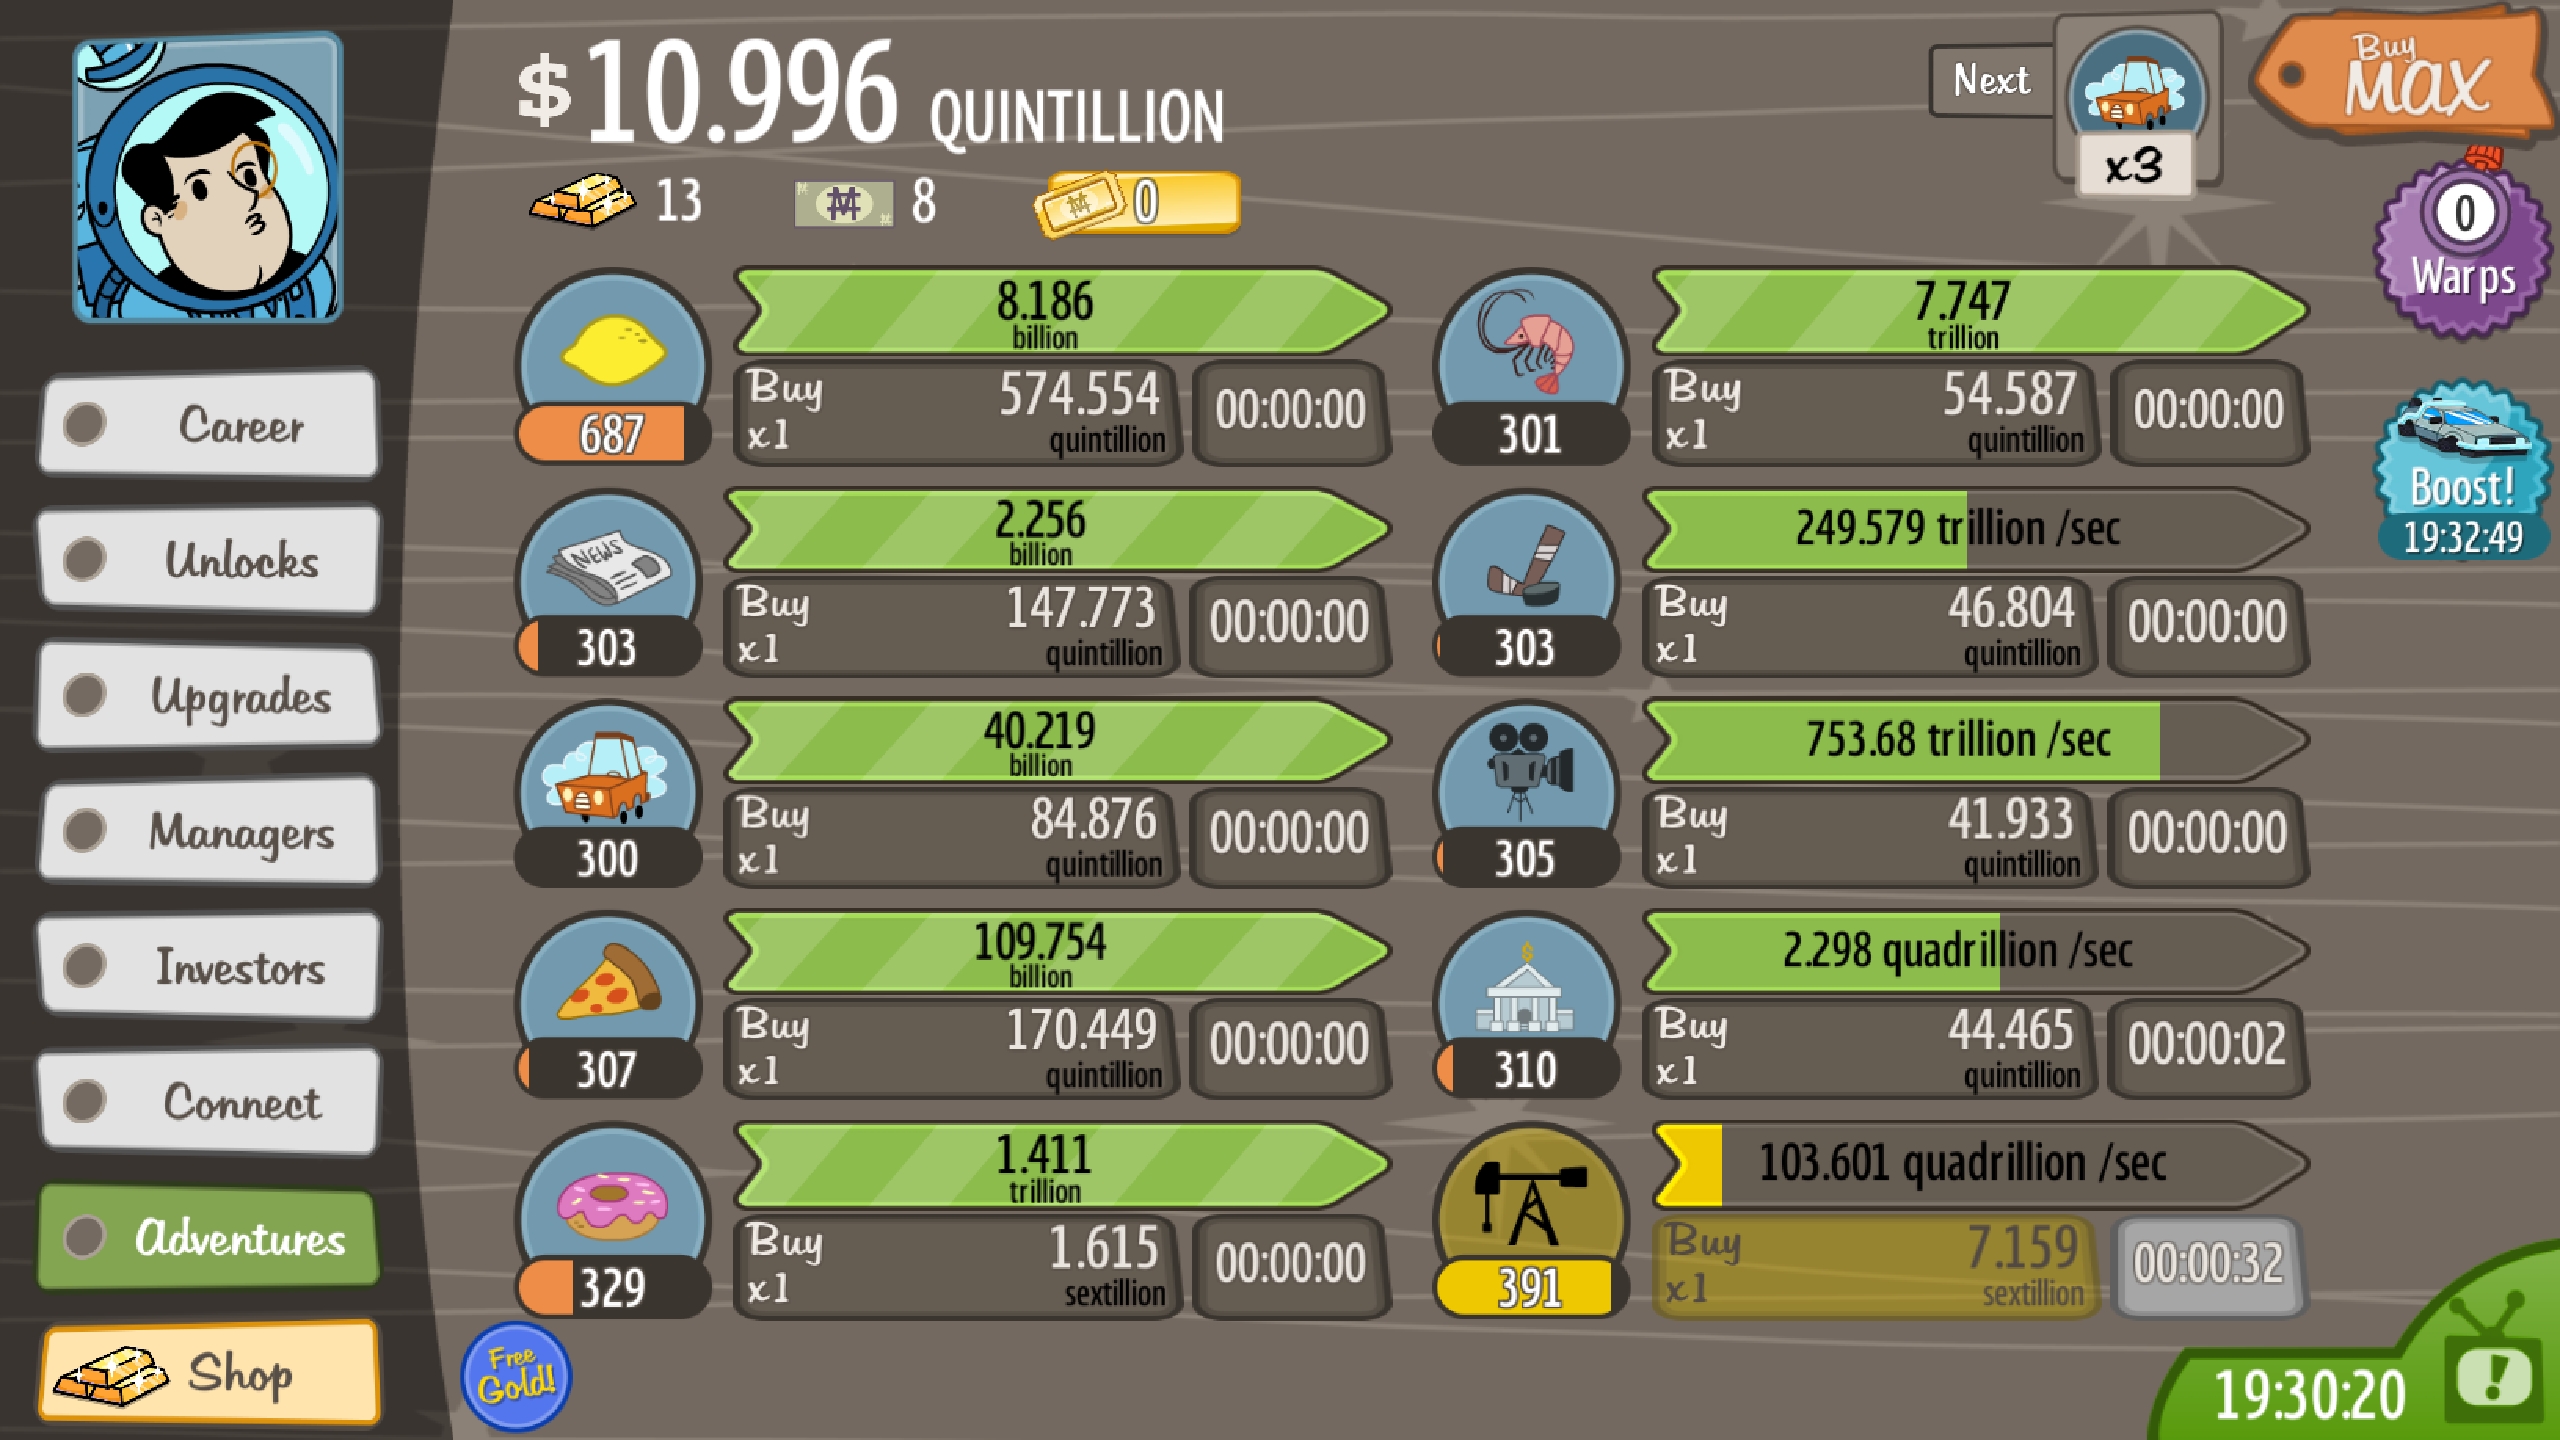 $10.996 QUINTILLION
Next
x3
Buy
MAX
13
8
0
0
Warps
Boost!
19:32:49
Career
Unlocks
Upgrades
Managers
Investors
Connect
Adventures
Shop
8.186
billion
687
Buy
x1
574.554
quintillion
00:00:00
NEWS
2.256
billion
303
Buy
x1
147.773
quintillion
00:00:00
40.219
billion
300
Buy
x1
84.876
quintillion
00:00:00
109.754
billion
307
Buy
x1
170.449
quintillion
00:00:00
1.411
trillion
329
Buy
x1
1.615
sextillion
00:00:00
7.747
trillion
301
Buy
x1
54.587
quintillion
00:00:00
249.579 trillion /sec
303
Buy
x1
46.804
quintillion
00:00:00
753.68 trillion /sec
305
Buy
x1
41.933
quintillion
00:00:00
2.298 quadrillion /sec
310
Buy
x1
44.465
quintillion
00:00:02
103.601 quadrillion /sec
391
Buy
x1
7.159
sextillion
00:00:32
Free
Gold!
19:30:20
!